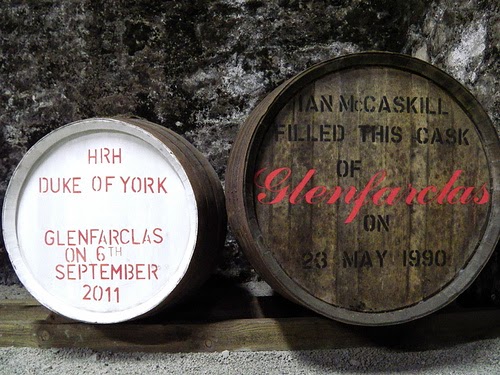 HRH
DUKE OF YORK
GLENFARCLAS
ON 6TH
SEPTEMBER
2011
IAN McCASKILL
FILLED THIS CASK
OF
Glenfarclas
ON
23 MAY 1990